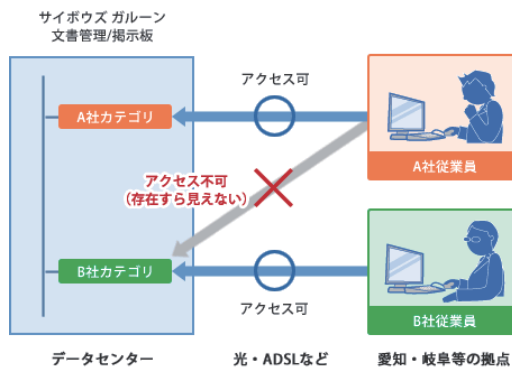 サイボウズ ガルーン
文書管理/掲示板
アクセス可
A社カテゴリ
A社従業員
アクセス不可
(存在すら見えない)
B社カテゴリ
アクセス可
B社従業員
データセンター
光・ADSLなど
愛知・岐阜等の拠点